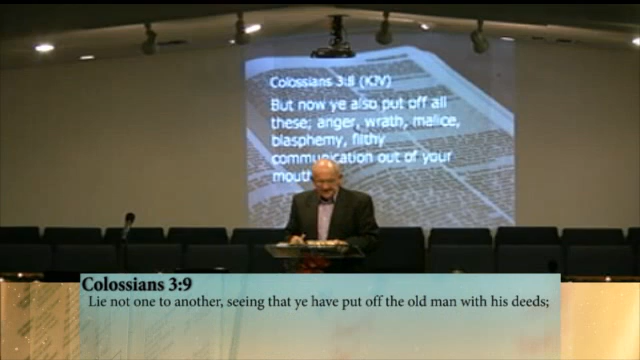 Colossians 3:8 (KJV)
But now ye also put off all
these; anger, wrath, malice,
blasphemy, filthy
communication out of your
Colossians 3:9
Lie not one to another, seeing that ye have put off the old man with his deeds;